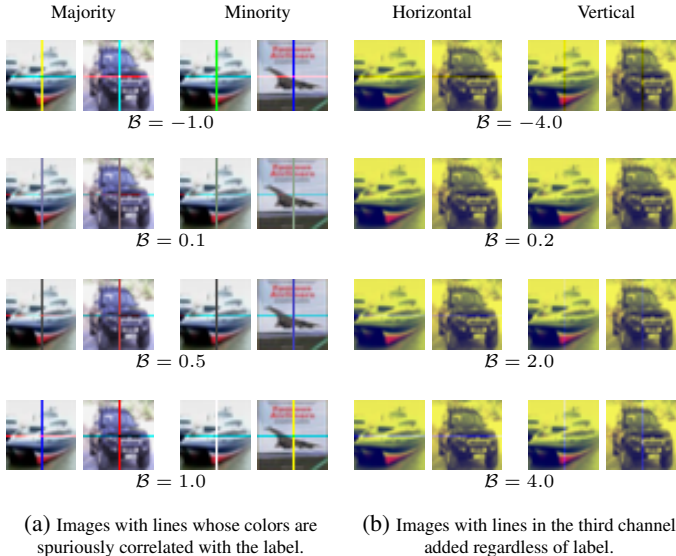 Majority Minority Horizontal Vertical
B = −1.0 B = −4.0
B = 0.1 B = 0.2
B = 0.5 B = 2.0
B = 1.0 B = 4.0
(a) Images with lines whose colors are
spuriously correlated with the label.
(b) Images with lines in the third channel
added regardless of label.